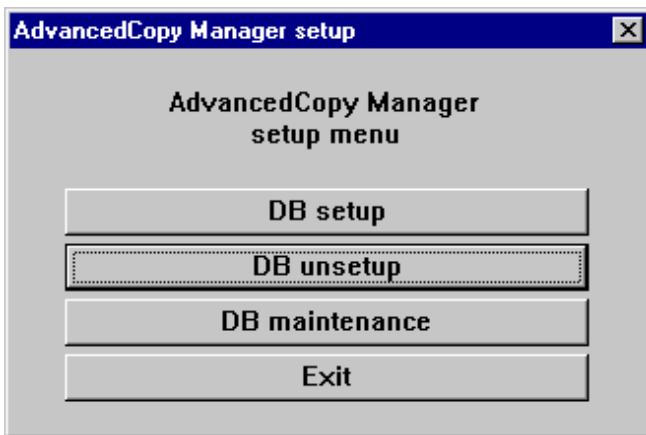 AdvancedCopy Manager setup
AdvancedCopy Manager
setup menu
DB setup
DB unsetup
DB maintenance
Exit